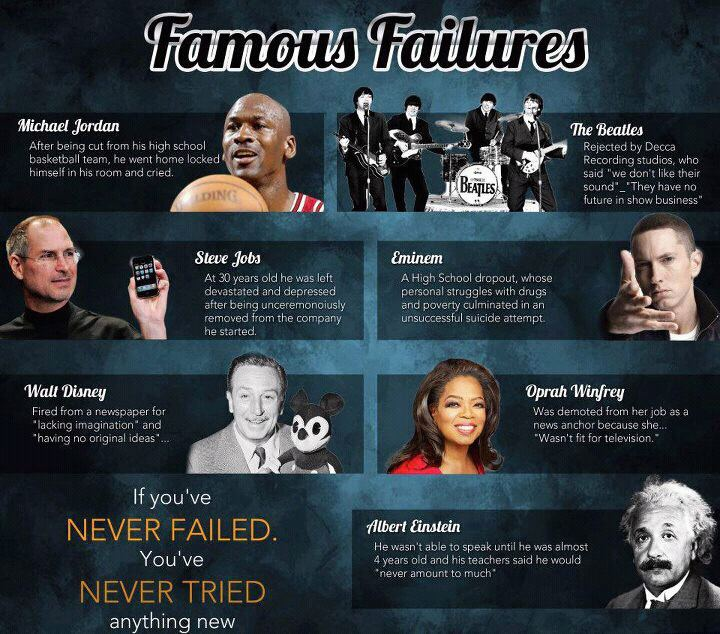 Famous Failures
Michael Jordan
After being cut from his high school
basketball team, he went home locked
himself in his room and cried.
LDING
The Beatles
Rejected by Decca
Recording studios, who
said "we don't like their
sound"_"They have no
future in show business"
THE
BEATLES
Steve Jobs
At 30 years old he was left
devastated and depressed
after being unceremoniously
removed from the company
he started.
Eminem
A High School dropout, whose
personal struggles with drugs
and poverty culminated in an
unsuccessful suicide attempt.
Walt Disney
Fired from a newspaper for
"lacking imagination" and
"having no original ideas"...
Oprah Winfrey
Was demoted from her job as a
news anchor because she...
"Wasn't fit for television."
If you've
NEVER FAILED.
You've
NEVER TRIED
anything new
Albert Einstein
He wasn't able to speak until he was almost
4 years old and his teachers said he would
"never amount to much"